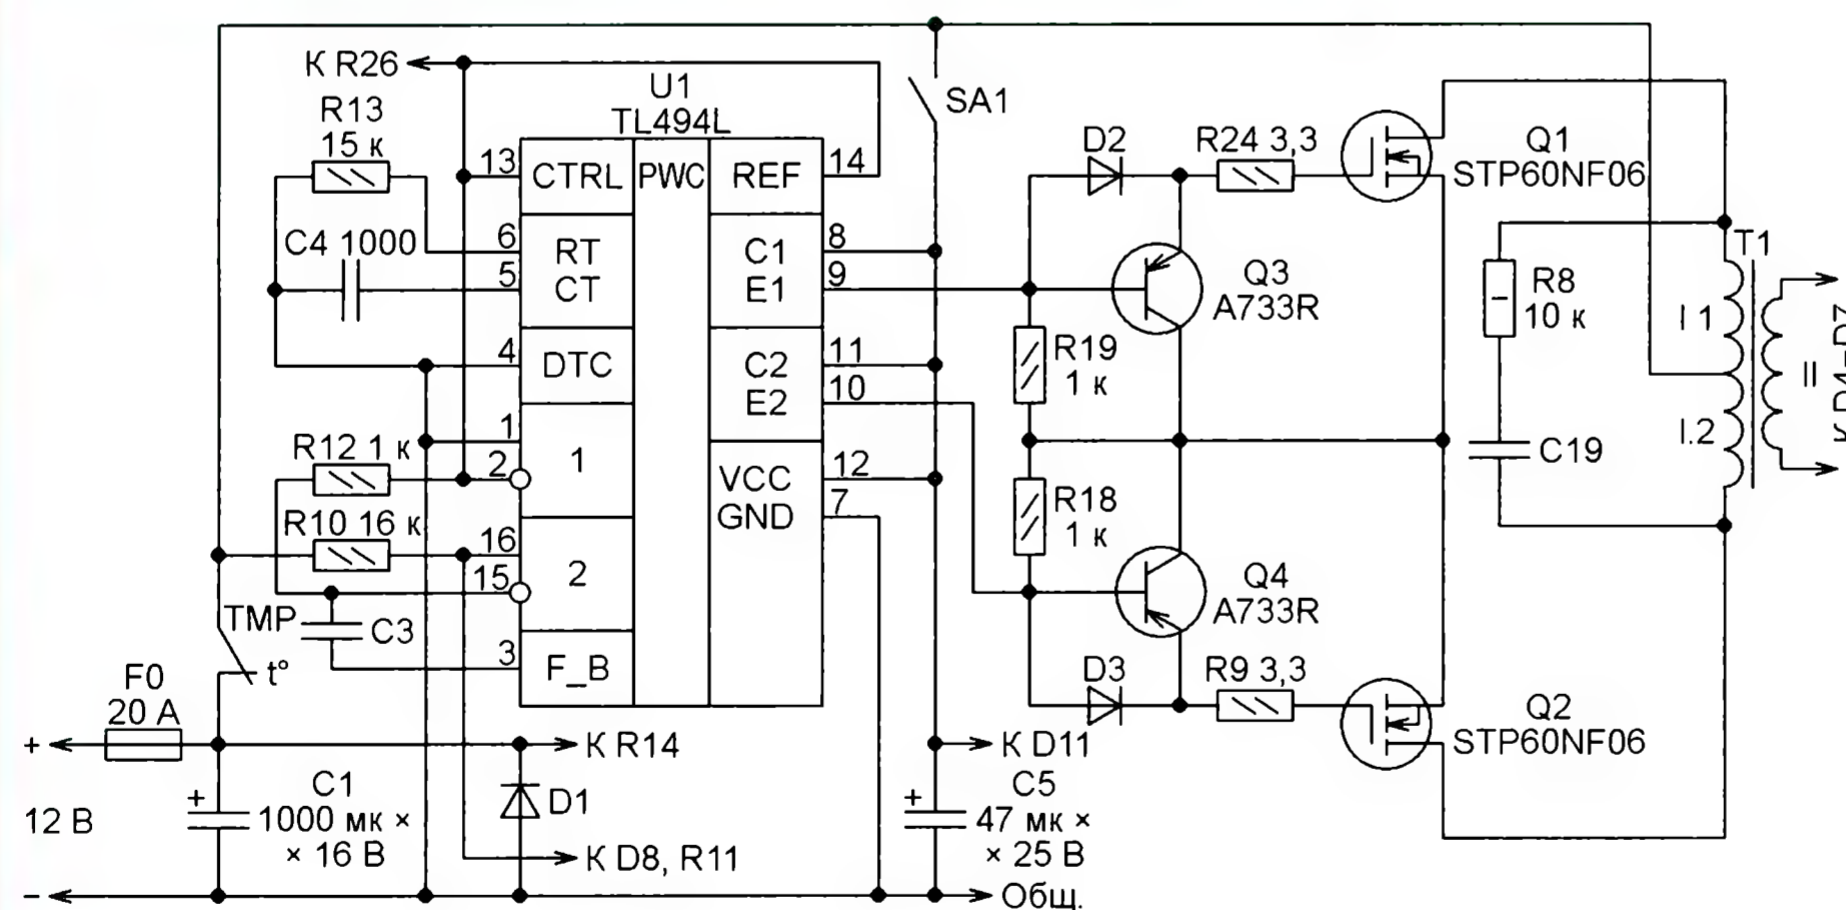 К R26
U1
TL494L
SA1
R13
15 к
C4 1000
13
6
5
4
1
2
16
15
3
CTRL
RT
CT
DTC
1
2
F_B
PWC
REF
C1
E1
C2
E2
VCC
GND
14
8
9
11
10
12
7
R12 1 к
R10 16 к
TMP
t°
C3
F0
20 А
+
12 В
–
+
C1
1000 мк ×
× 16 В
D1
К R14
К D8, R11
К D11
+
C5
47 мк ×
× 25 В
Общ.
D2
R24 3,3
Q1
STP60NF06
Q3
A733R
R19
1 к
R18
1 к
Q4
A733R
D3
R9 3,3
Q2
STP60NF06
R8
10 к
C19
T1
I 1
I.2
II